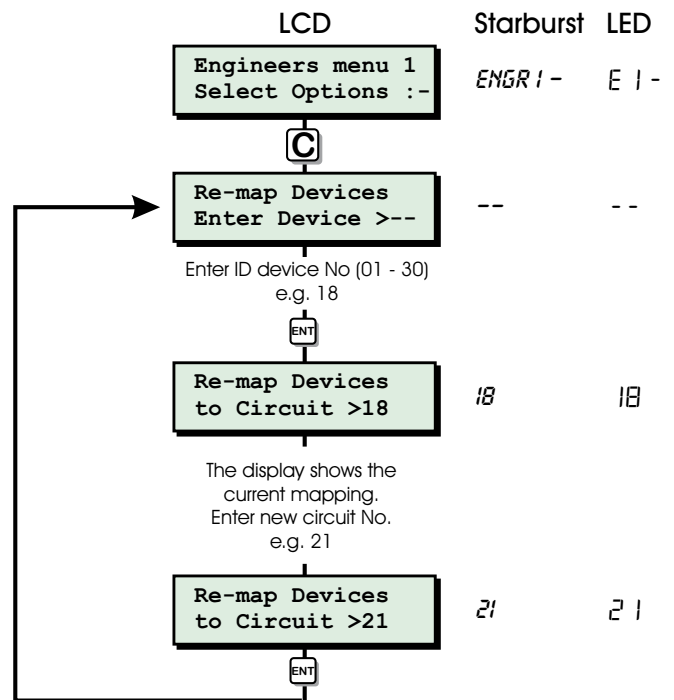 LCD Starburst LED
Engineers menu 1
Select Options :-
ENGR1- E 1-
C
Re-map Devices
Enter Device >--
-- --
Enter ID device No (01 - 30)
e.g. 18
ENT
Re-map Devices
to Circuit >18
18 18
The display shows the
current mapping.
Enter new circuit No.
e.g. 21
Re-map Devices
to Circuit >21
21 21
ENT